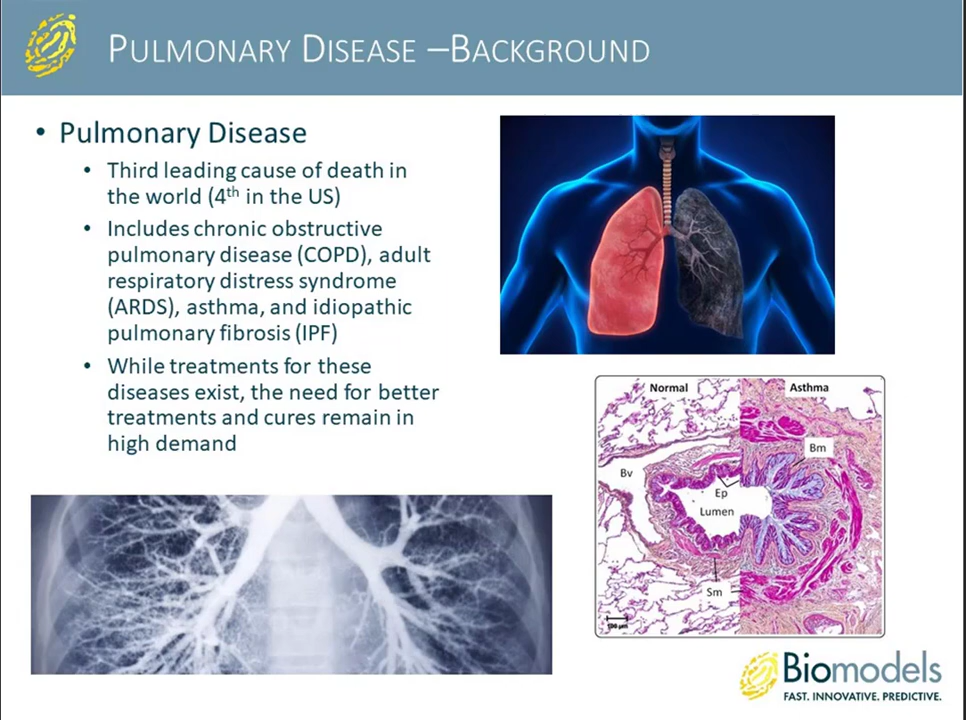 PULMONARY DISEASE –BACKGROUND
• Pulmonary Disease
• Third leading cause of death in
the world (4th in the US)
• Includes chronic obstructive
pulmonary disease (COPD), adult
respiratory distress syndrome
(ARDS), asthma, and idiopathic
pulmonary fibrosis (IPF)
• While treatments for these
diseases exist, the need for better
treatments and cures remain in
high demand
Normal
Asthma
Bm
Bv
Ep
Lumen
Sm
100 μm
Biomodels
FAST. INNOVATIVE. PREDICTIVE.